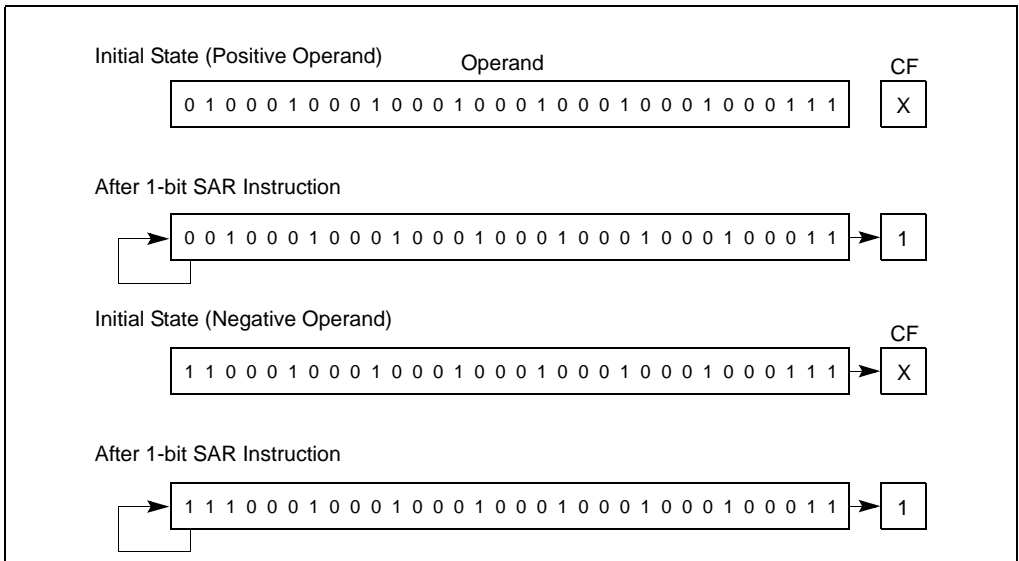 Initial State (Positive Operand)
Operand
CF
0 1 0 0 0 1 0 0 0 1 0 0 0 1 0 0 0 1 0 0 0 1 0 0 0 1 0 0 0 1 1 1 X
After 1-bit SAR Instruction
0 0 1 0 0 0 1 0 0 0 1 0 0 0 1 0 0 0 1 0 0 0 1 0 0 0 1 0 0 0 1 1 1
Initial State (Negative Operand)
CF
1 1 0 0 0 1 0 0 0 1 0 0 0 1 0 0 0 1 0 0 0 1 0 0 0 1 0 0 0 1 1 1 X
After 1-bit SAR Instruction
1 1 1 0 0 0 1 0 0 0 1 0 0 0 1 0 0 0 1 0 0 0 1 0 0 0 1 0 0 0 1 1 1